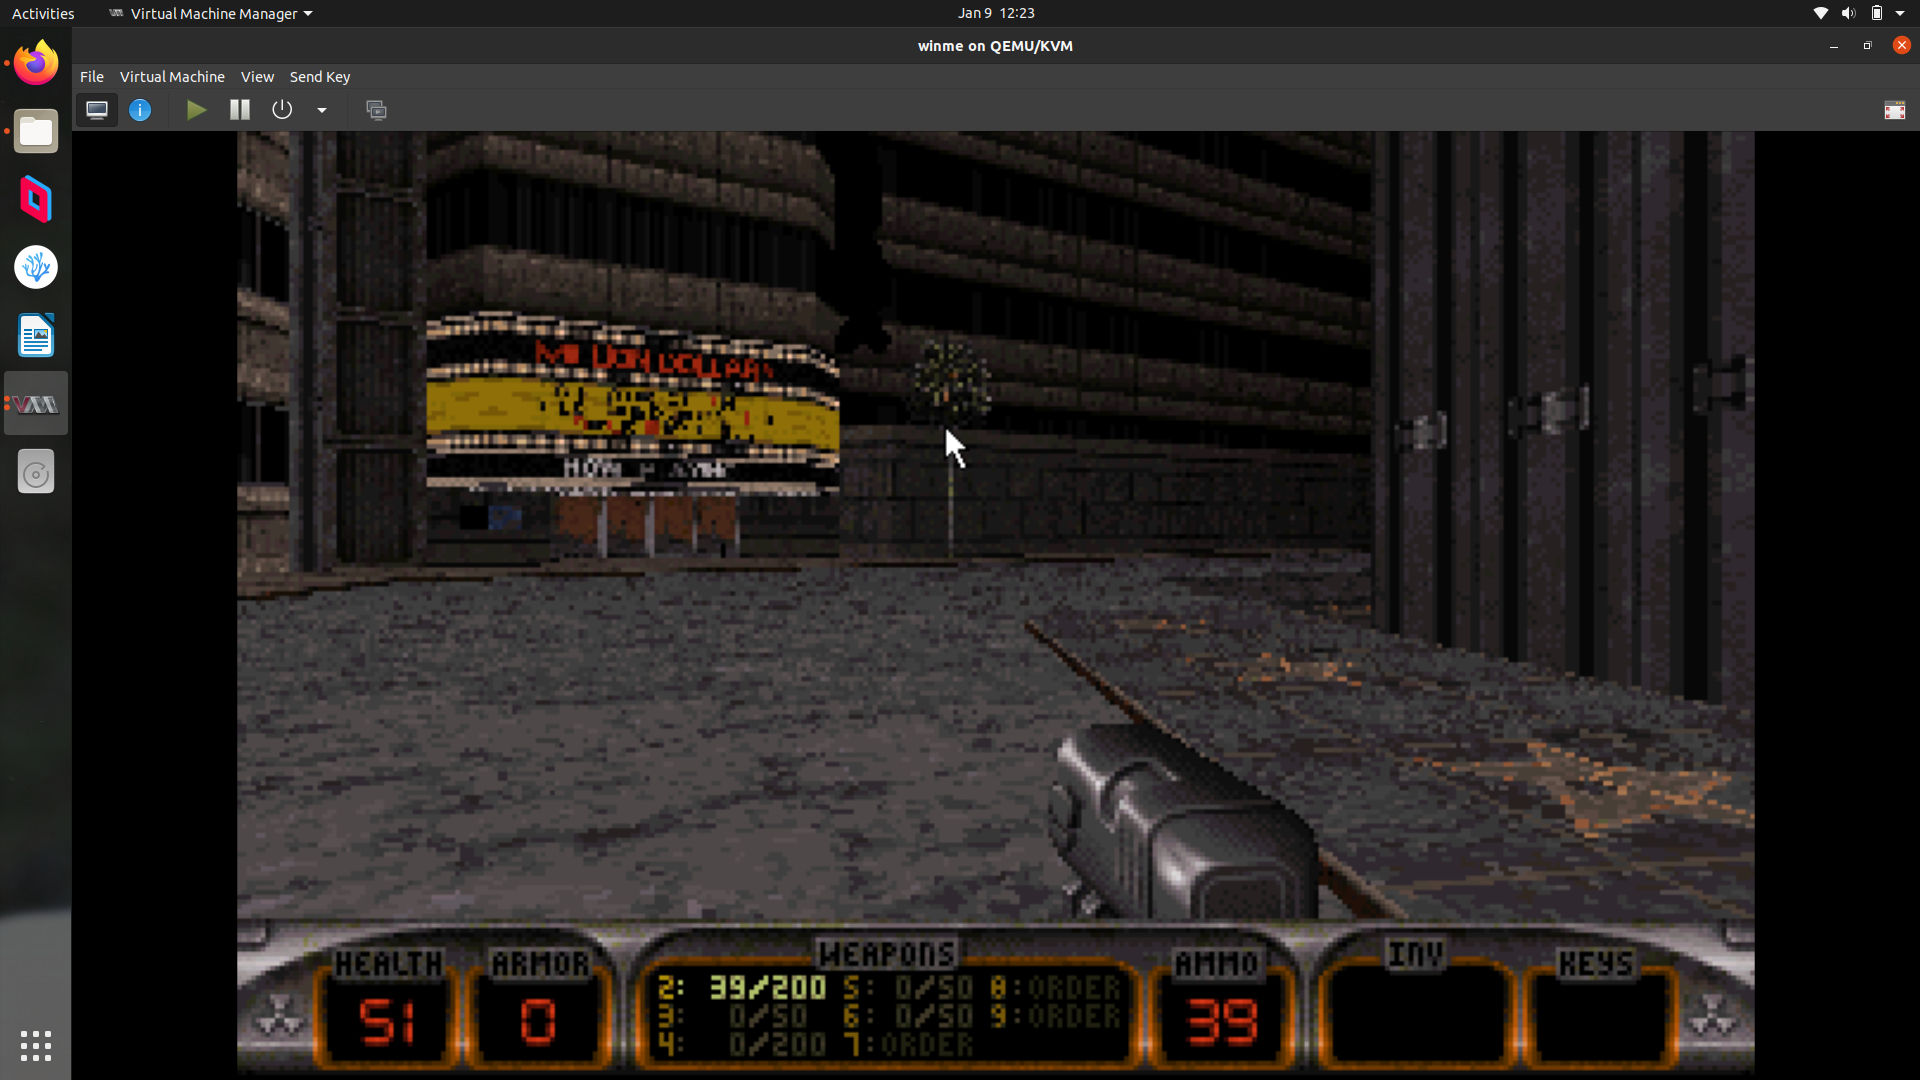 Activities
Virtual Machine Manager
Jan 9 12:23
winme on QEMU/KVM
File Virtual Machine View Send Key
DOLLAR
HEALTH ARMOR WEAPONS AMMO INV KEYS
51 0
2: 39/200 5: 0/50 8:ORDER
3: 0/50 6: 0/50 9:ORDER
4: 0/200 7:ORDER
39